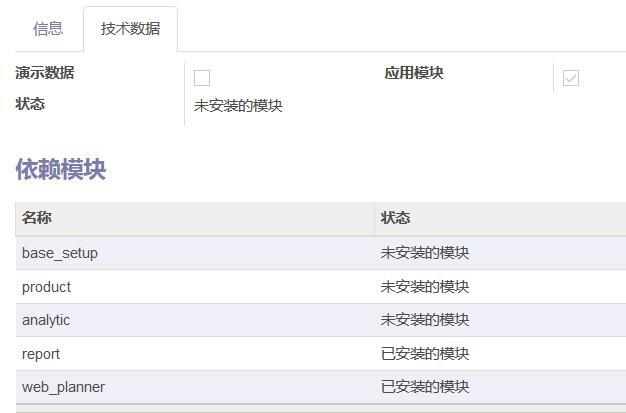 信息 技术数据
演示数据 应用模块
状态 未安装的模块
依赖模块
名称 状态
base_setup 未安装的模块
product 未安装的模块
analytic 未安装的模块
report 已安装的模块
web_planner 已安装的模块